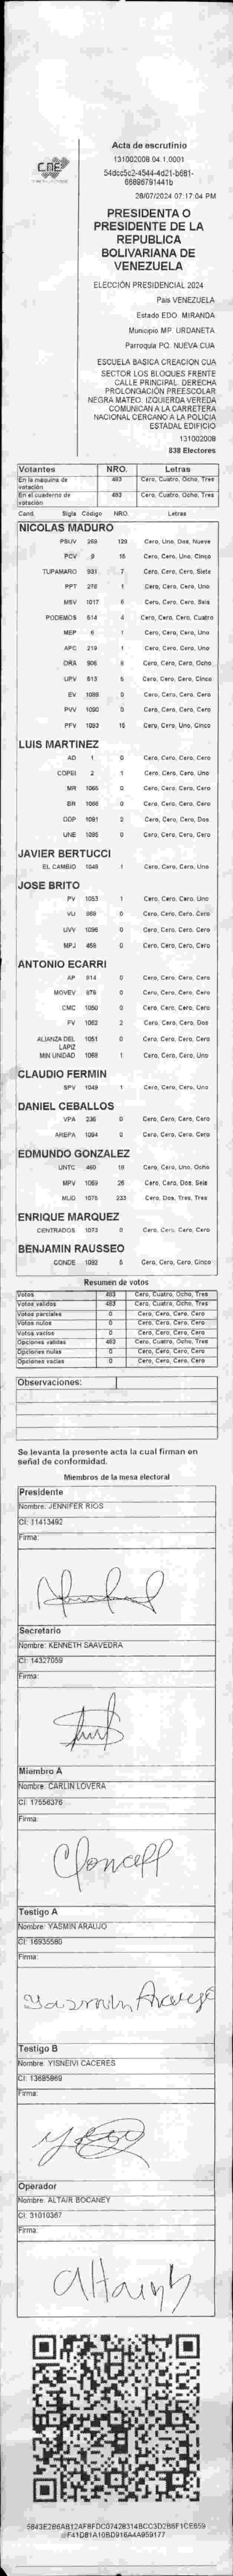 CNE
Acta de escrutinio
131002008.04.1.0001
54dcc5c2-4544-4d21-b681-
66696791441b
28/07/2024 07:17:04 PM
PRESIDENTA O
PRESIDENTE DE LA
REPUBLICA
BOLIVARIANA DE
VENEZUELA
ELECCIÓN PRESIDENCIAL 2024
País VENEZUELA
Estado EDO. MIRANDA
Municipio MP. URDANETA
Parroquia PQ. NUEVA CUA
ESCUELA BASICA CREACION CUA
SECTOR LOS BLOQUES FRENTE
CALLE PRINCIPAL. DERECHA
PROLONGACIÓN PREESCOLAR
NEGRA MATEO. IZQUIERDA VEREDA
COMUNICAN A LA CARRETERA
NACIONAL CERCANO A LA POLICIA
ESTADAL EDIFICIO
131002008
838 Electores
Votantes NRO. Letras
En la máquina de votación 483 Cero, Cuatro, Ocho, Tres
En el cuaderno de votación 483 Cero, Cuatro, Ocho, Tres
Cand. Sigla Código NRO. Letras
NICOLAS MADURO
PSUV 269 129 Cero, Uno, Dos, Nueve
PCV 9 15 Cero, Cero, Uno, Cinco
TUPAMARO 931 7 Cero, Cero, Cero, Siete
PPT 276 1 Cero, Cero, Cero, Uno
MSV 1017 6 Cero, Cero, Cero, Seis
PODEMOS 614 4 Cero, Cero, Cero, Cuatro
MEP 6 1 Cero, Cero, Cero, Uno
APC 219 1 Cero, Cero, Cero, Uno
ORA 906 8 Cero, Cero, Cero, Ocho
UPV 613 5 Cero, Cero, Cero, Cinco
EV 1086 0 Cero, Cero, Cero, Cero
PVV 1090 0 Cero, Cero, Cero, Cero
PFV 1093 15 Cero, Cero, Uno, Cinco
LUIS MARTINEZ
AD 1 0 Cero, Cero, Cero, Cero
COPEI 2 1 Cero, Cero, Cero, Uno
MR 1065 0 Cero, Cero, Cero, Cero
BR 1066 0 Cero, Cero, Cero, Cero
DDP 1091 2 Cero, Cero, Cero, Dos
UNE 1095 0 Cero, Cero, Cero, Cero
JAVIER BERTUCCI
EL CAMBIO 1048 1 Cero, Cero, Cero, Uno
JOSE BRITO
PV 1053 1 Cero, Cero, Cero, Uno
VU 868 0 Cero, Cero, Cero, Cero
UVV 1096 0 Cero, Cero, Cero, Cero
MPJ 458 0 Cero, Cero, Cero, Cero
ANTONIO ECARRI
AP 914 0 Cero, Cero, Cero, Cero
MOVEV 979 0 Cero, Cero, Cero, Cero
CMC 1050 0 Cero, Cero, Cero, Cero
FV 1062 2 Cero, Cero, Cero, Dos
ALIANZA DEL LAPIZ 1051 0 Cero, Cero, Cero, Cero
MIN UNIDAD 1068 1 Cero, Cero, Cero, Uno
CLAUDIO FERMIN
SPV 1049 1 Cero, Cero, Cero, Uno
DANIEL CEBALLOS
VPA 236 0 Cero, Cero, Cero, Cero
AREPA 1094 0 Cero, Cero, Cero, Cero
EDMUNDO GONZALEZ
UNTC 460 18 Cero, Cero, Uno, Ocho
MPV 1069 26 Cero, Cero, Dos, Seis
MUD 1075 233 Cero, Dos, Tres, Tres
ENRIQUE MARQUEZ
CENTRADOS 1073 0 Cero, Cero, Cero, Cero
BENJAMIN RAUSSEO
CONDE 1092 5 Cero, Cero, Cero, Cinco
Resumen de votos
Votos 483 Cero, Cuatro, Ocho, Tres
Votos validos 483 Cero, Cuatro, Ocho, Tres
Votos parciales 0 Cero, Cero, Cero, Cero
Votos nulos 0 Cero, Cero, Cero, Cero
Votos vacíos 0 Cero, Cero, Cero, Cero
Opciones validas 483 Cero, Cuatro, Ocho, Tres
Opciones nulas 0 Cero, Cero, Cero, Cero
Opciones vacías 0 Cero, Cero, Cero, Cero
Observaciones:
Se levanta la presente acta la cual firman en
señal de conformidad.
Miembros de la mesa electoral
Presidente
Nombre: JENNIFER RIOS
CI: 11413492
Firma:
Secretario
Nombre: KENNETH SAAVEDRA
CI: 14327059
Firma:
Miembro A
Nombre: CARLIN LOVERA
CI: 17556376
Firma:
Testigo A
Nombre: YASMIN ARAUJO
CI: 16935580
Firma:
Yasmin Araujo
Testigo B
Nombre: YISNEIVI CACERES
CI: 13685869
Firma:
Operador
Nombre: ALTAIR BOCANEY
CI: 31010367
Firma:
Altair B